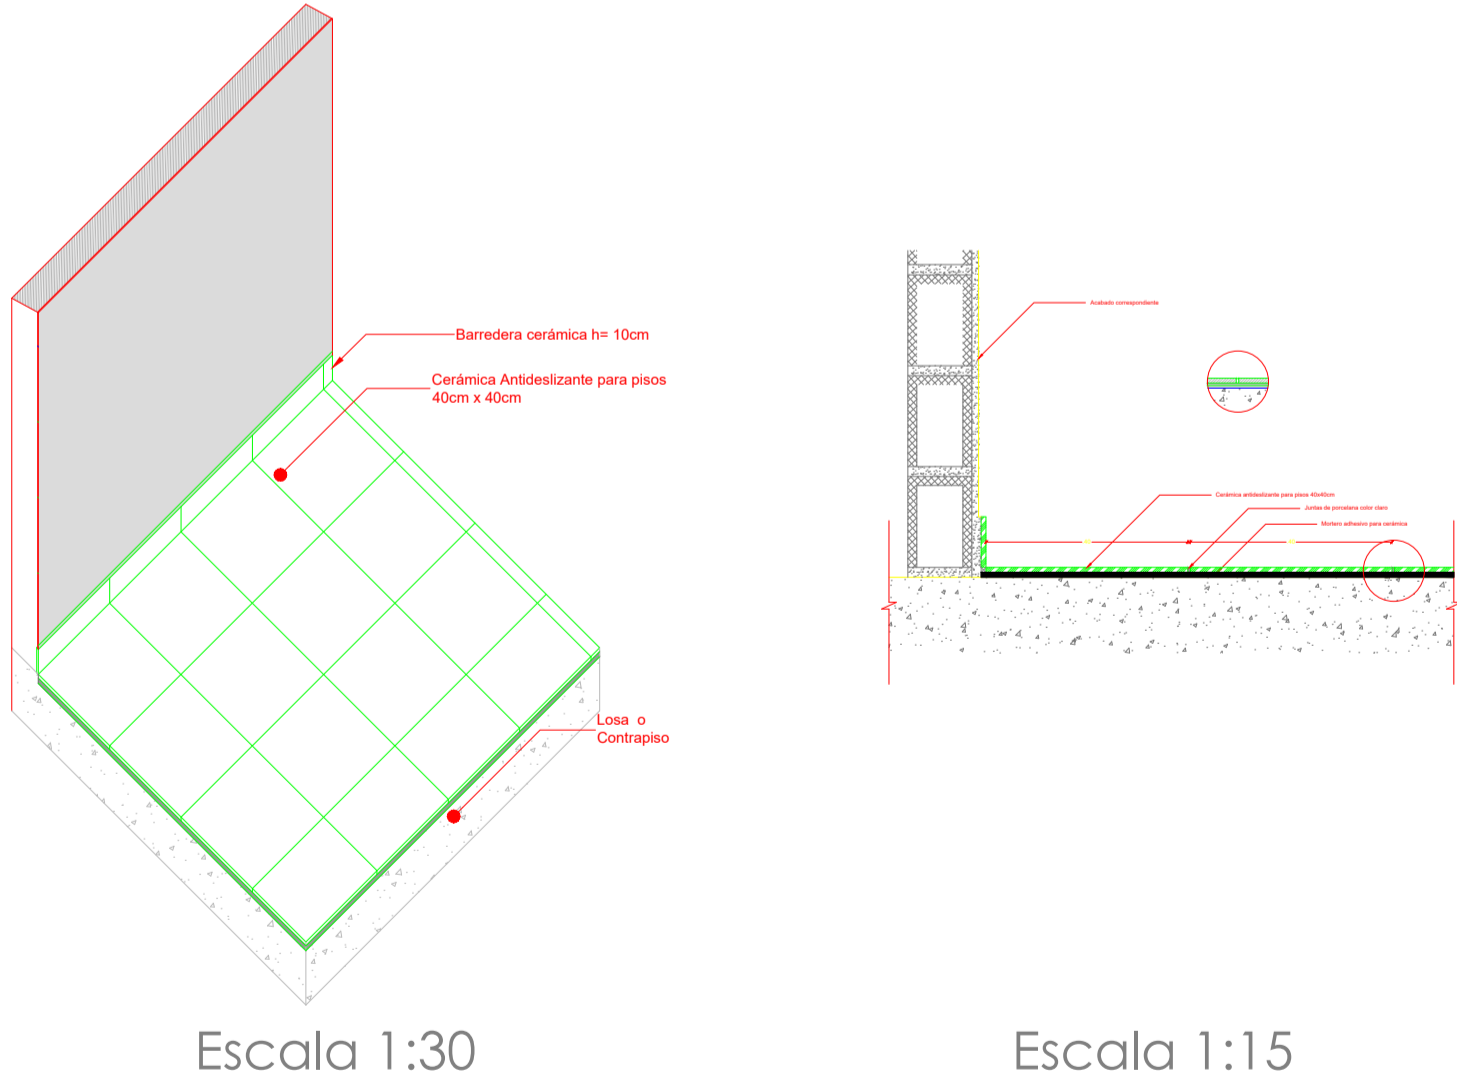 Barredera cerámica h= 10cm
Cerámica Antideslizante para pisos
40cm x 40cm
Losa o
Contrapiso
Escala 1:30
Acabado correspondiente
Cerámica antideslizante para pisos 40x40cm
Juntas de porcelana color claro
Mortero adhesivo para cerámica
Escala 1:15